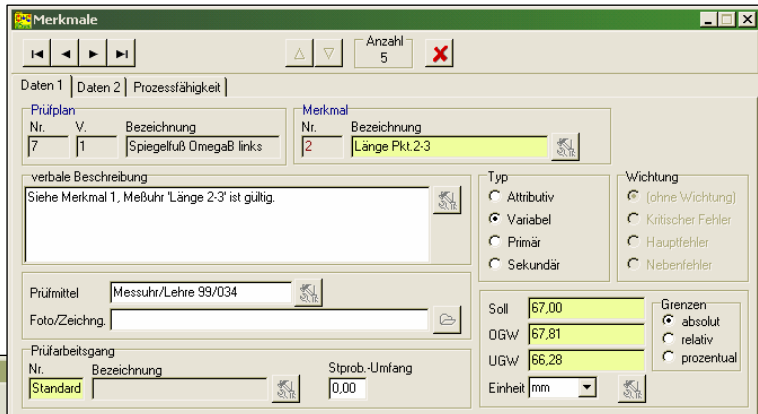 Merkmale
Anzahl
5
Daten 1 Daten 2 Prozessfähigkeit
Prüfplan
Nr. V. Bezeichnung
7 1 Spiegelfuß OmegaB links
Merkmal
Nr. Bezeichnung
2 Länge Pkt.2-3
verbale Beschreibung
Siehe Merkmal 1, Meßuhr 'Länge 2-3' ist gültig.
Typ
Attributiv
Variabel
Primär
Sekundär
Wichtung
(ohne Wichtung)
Kritischer Fehler
Hauptfehler
Nebenfehler
Prüfmittel Messuhr/Lehre 99/034
Foto/Zeichng.
Prüfarbeitsgang
Nr. Bezeichnung Stprob.-Umfang
Standard 0,00
Soll 67,00
OGW 67,81
UGW 66,28
Einheit mm
Grenzen
absolut
relativ
prozentual